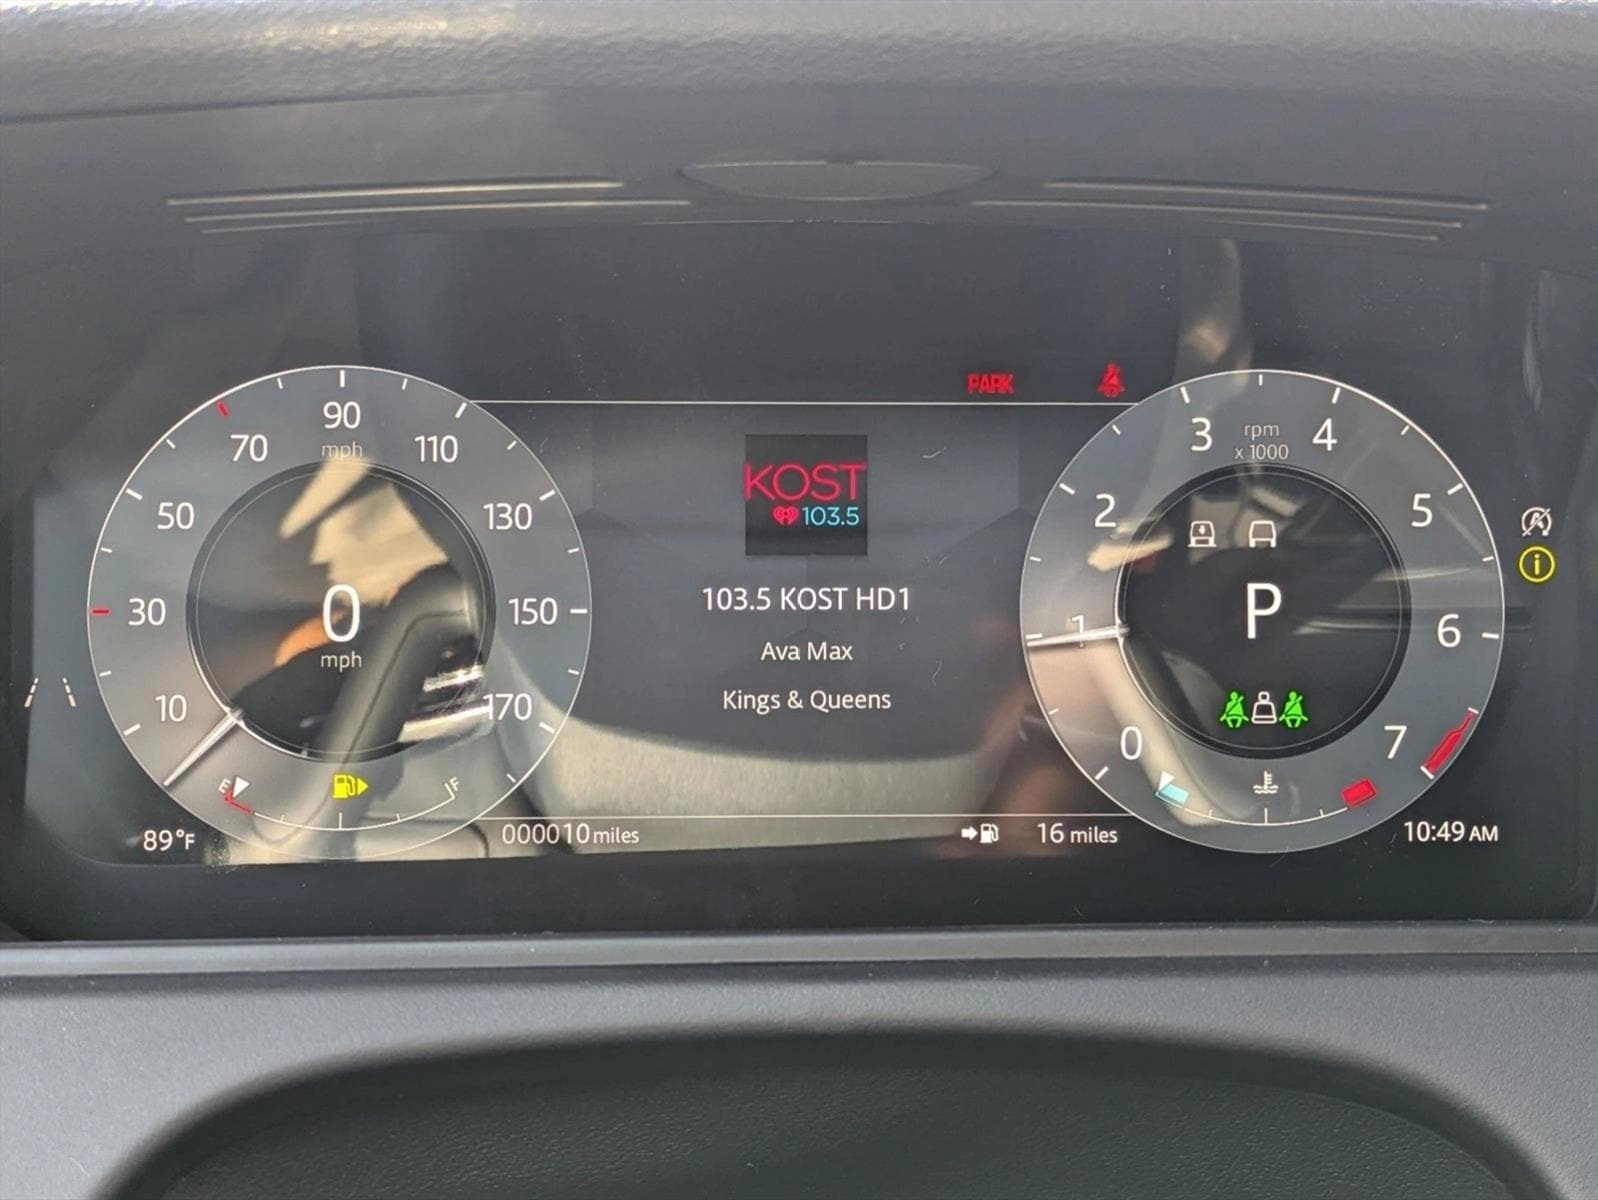 PARK
90
mph
70
110
50
130
30
150
10
170
0
mph
E
F
89°F
000010 miles
KOST
103.5
103.5 KOST HD1
Ava Max
Kings & Queens
16 miles
rpm
x 1000
3
4
2
5
1
6
0
7
P
A
i
10:49 AM